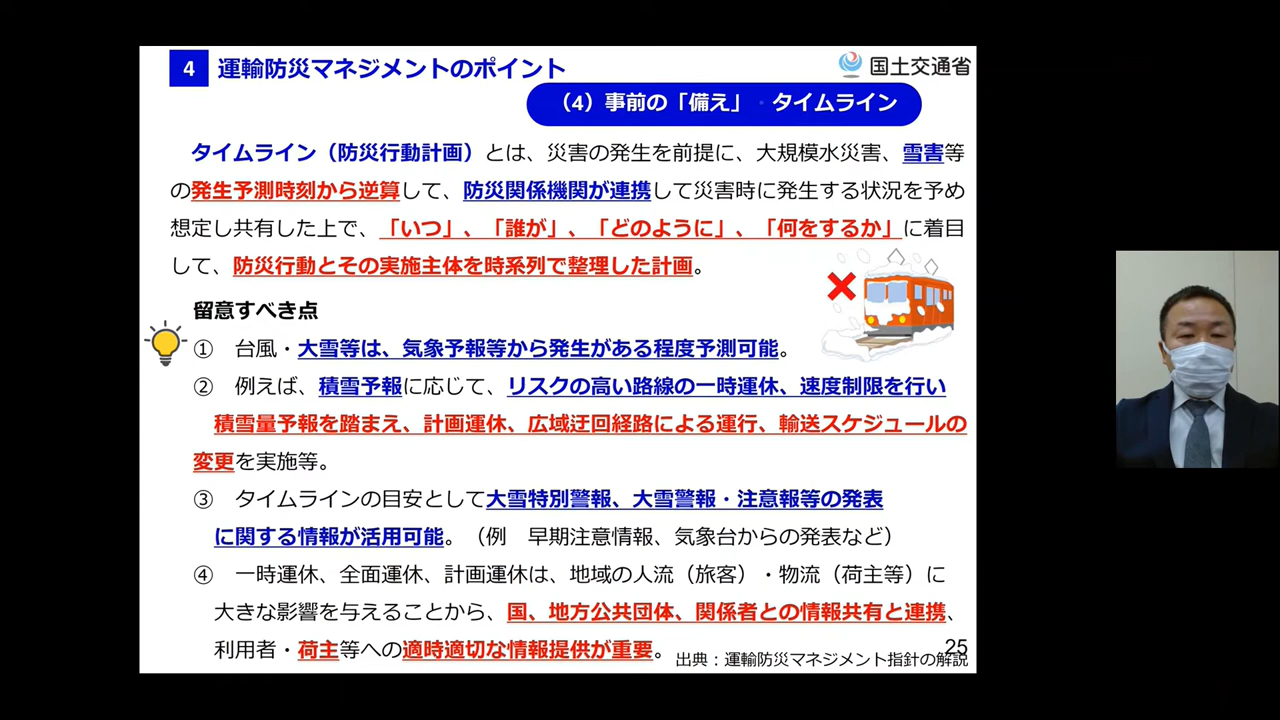 4 運輸防災マネジメントのポイント
国土交通省
（4）事前の「備え」・タイムライン
タイムライン（防災行動計画）とは、災害の発生を前提に、大規模水災害、雪害等
の発生予測時刻から逆算して、防災関係機関が連携して災害時に発生する状況を予め
想定し共有した上で、「いつ」、「誰が」、「どのように」、「何をするか」に着目
して、防災行動とその実施主体を時系列で整理した計画。
留意すべき点
① 台風・大雪等は、気象予報等から発生がある程度予測可能。
② 例えば、積雪予報に応じて、リスクの高い路線の一時運休、速度制限を行い
積雪量予報を踏まえ、計画運休、広域迂回経路による運行、輸送スケジュールの
変更を実施等。
③ タイムラインの目安として大雪特別警報、大雪警報・注意報等の発表
に関する情報が活用可能。（例 早期注意情報、気象台からの発表など）
④ 一時運休、全面運休、計画運休は、地域の人流（旅客）・物流（荷主等）に
大きな影響を与えることから、国、地方公共団体、関係者との情報共有と連携、
利用者・荷主等への適時適切な情報提供が重要。
25
出典：運輸防災マネジメント指針の解説